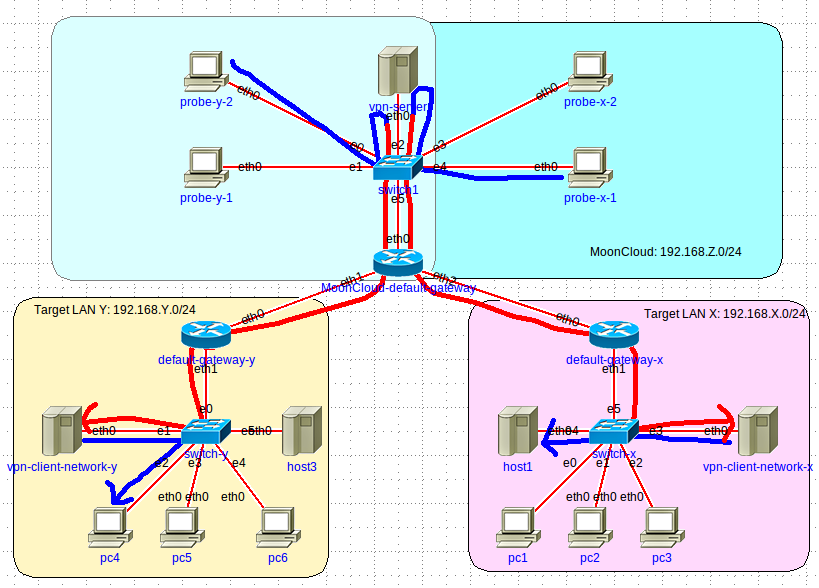 eth0
probe-y-2
vpn-server
eth0
eth0
probe-x-2
e0
e2
e3
eth0
e1
e4
eth0
probe-y-1
switch1
e5
probe-x-1
eth0
MoonCloud: 192.168.Z.0/24
eth1
eth2
MoonCloud-default-gateway
Target LAN Y: 192.168.Y.0/24
eth0
eth0
Target LAN X: 192.168.X.0/24
default-gateway-y
eth1
default-gateway-x
eth1
e0
e5
eth0
e1
eth0
eth0
e3
eth0
vpn-client-network-y
switch-y
host3
host1
switch-x
vpn-client-network-x
e2
e3
e4
e0
e1
e2
eth0
eth0
eth0
eth0
eth0
eth0
pc4
pc5
pc6
pc1
pc2
pc3